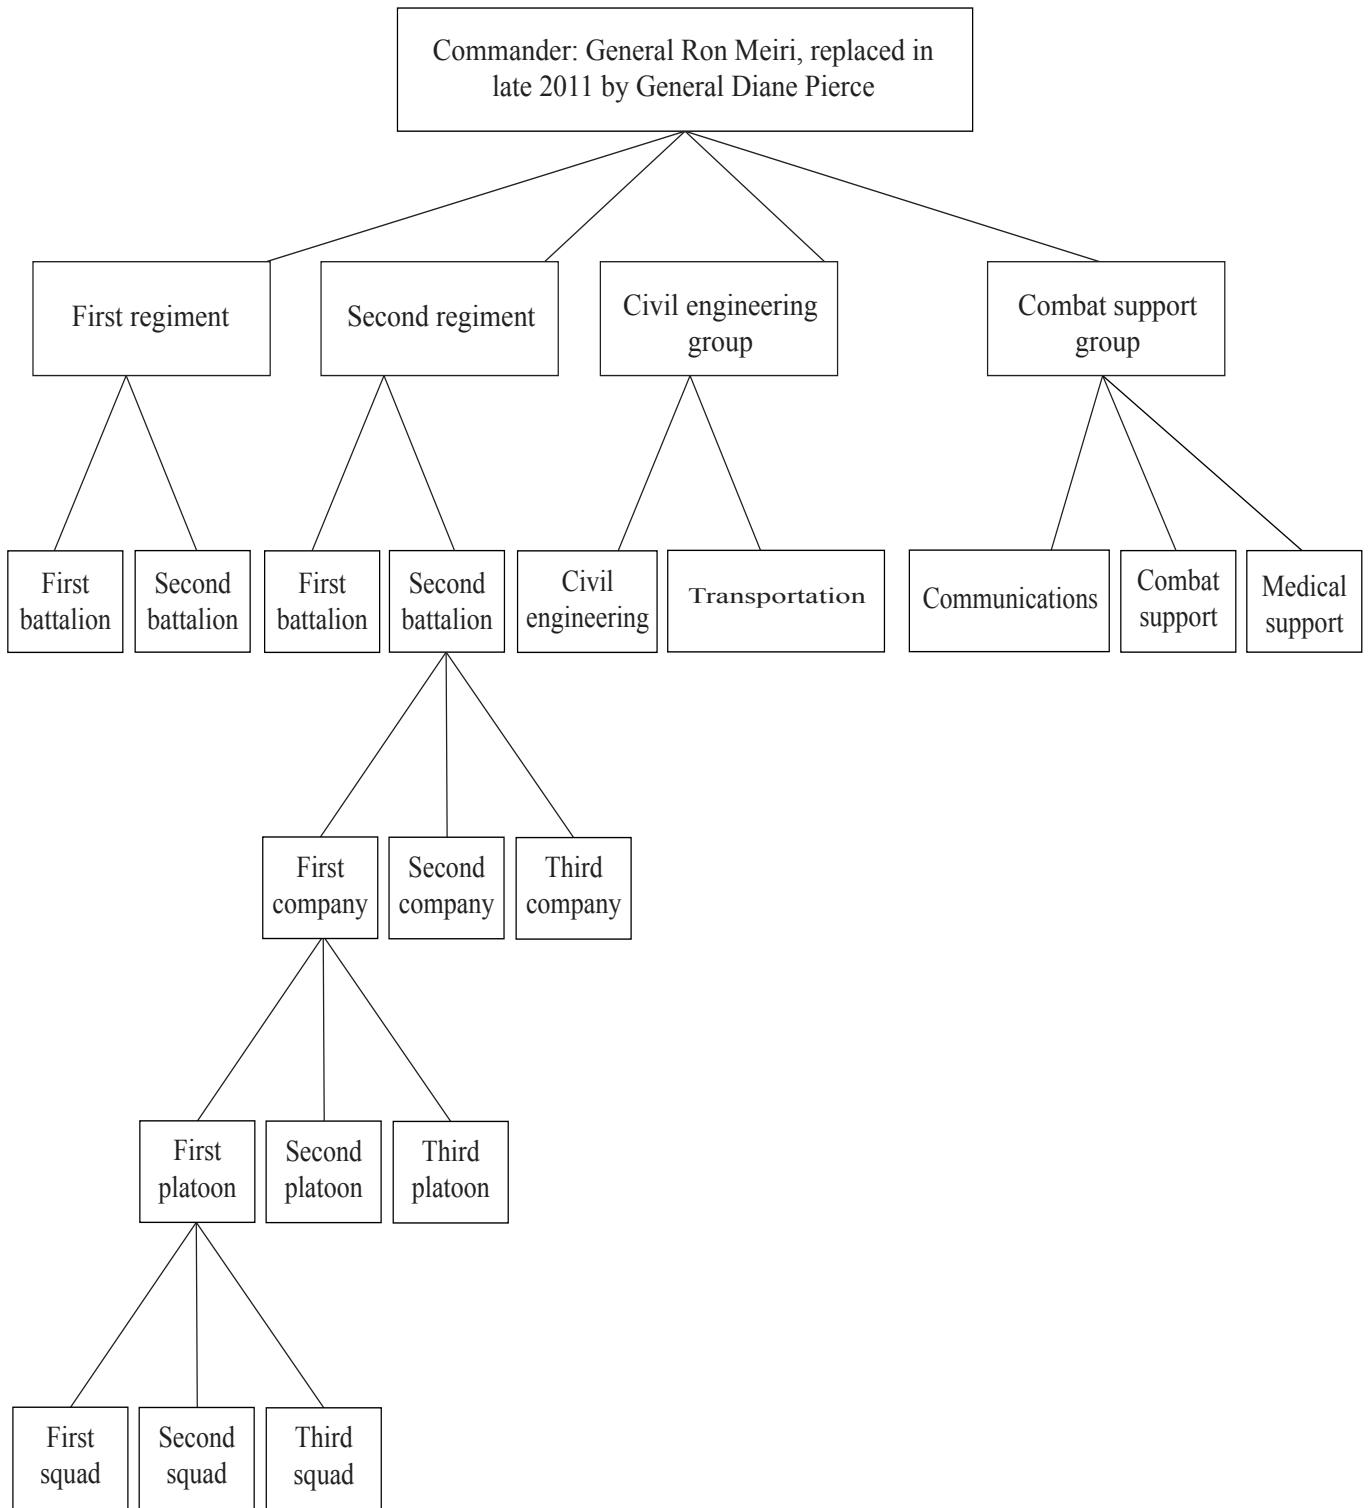 Commander: General Ron Meiri, replaced in
late 2011 by General Diane Pierce
First regiment
Second regiment
Civil engineering
group
Combat support
group
First
battalion
Second
battalion
First
battalion
Second
battalion
Civil
engineering
Transportation
Communications
Combat
support
Medical
support
First
company
Second
company
Third
company
First
platoon
Second
platoon
Third
platoon
First
squad
Second
squad
Third
squad